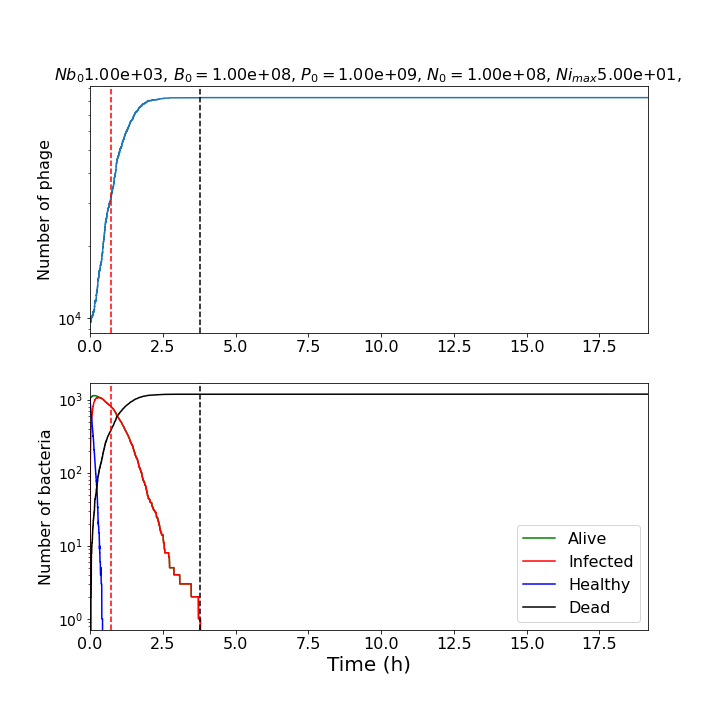 Nb₀1.00e+03, B₀ = 1.00e+08, P₀ = 1.00e+09, N₀ = 1.00e+08, Ni_max5.00e+01,
Number of phage
10⁴
0.0 2.5 5.0 7.5 10.0 12.5 15.0 17.5
Number of bacteria
10³
10²
10¹
10⁰
Alive
Infected
Healthy
Dead
0.0 2.5 5.0 7.5 10.0 12.5 15.0 17.5
Time (h)